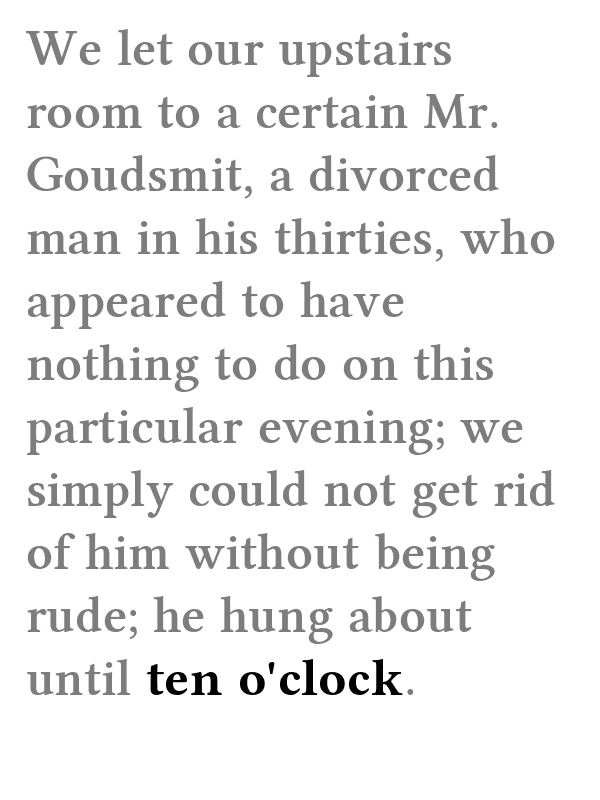 We let our upstairs
room to a certain Mr.
Goudsmit, a divorced
man in his thirties, who
appeared to have
nothing to do on this
particular evening; we
simply could not get rid
of him without being
rude; he hung about
until ten o'clock.